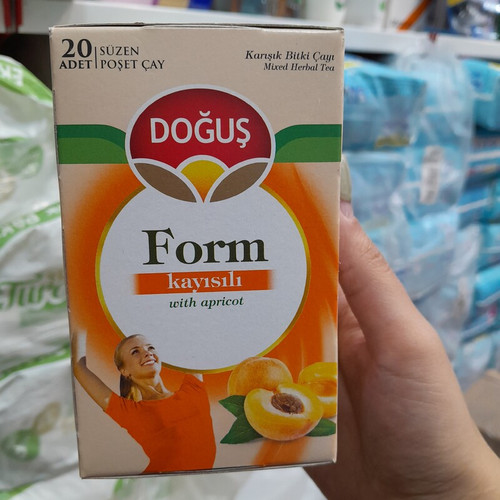 20 ADET
SÜZEN
POŞET ÇAY
Karışık Bitki Çayı
Mixed Herbal Tea
DOĞUŞ
Form
kayısılı
with apricot